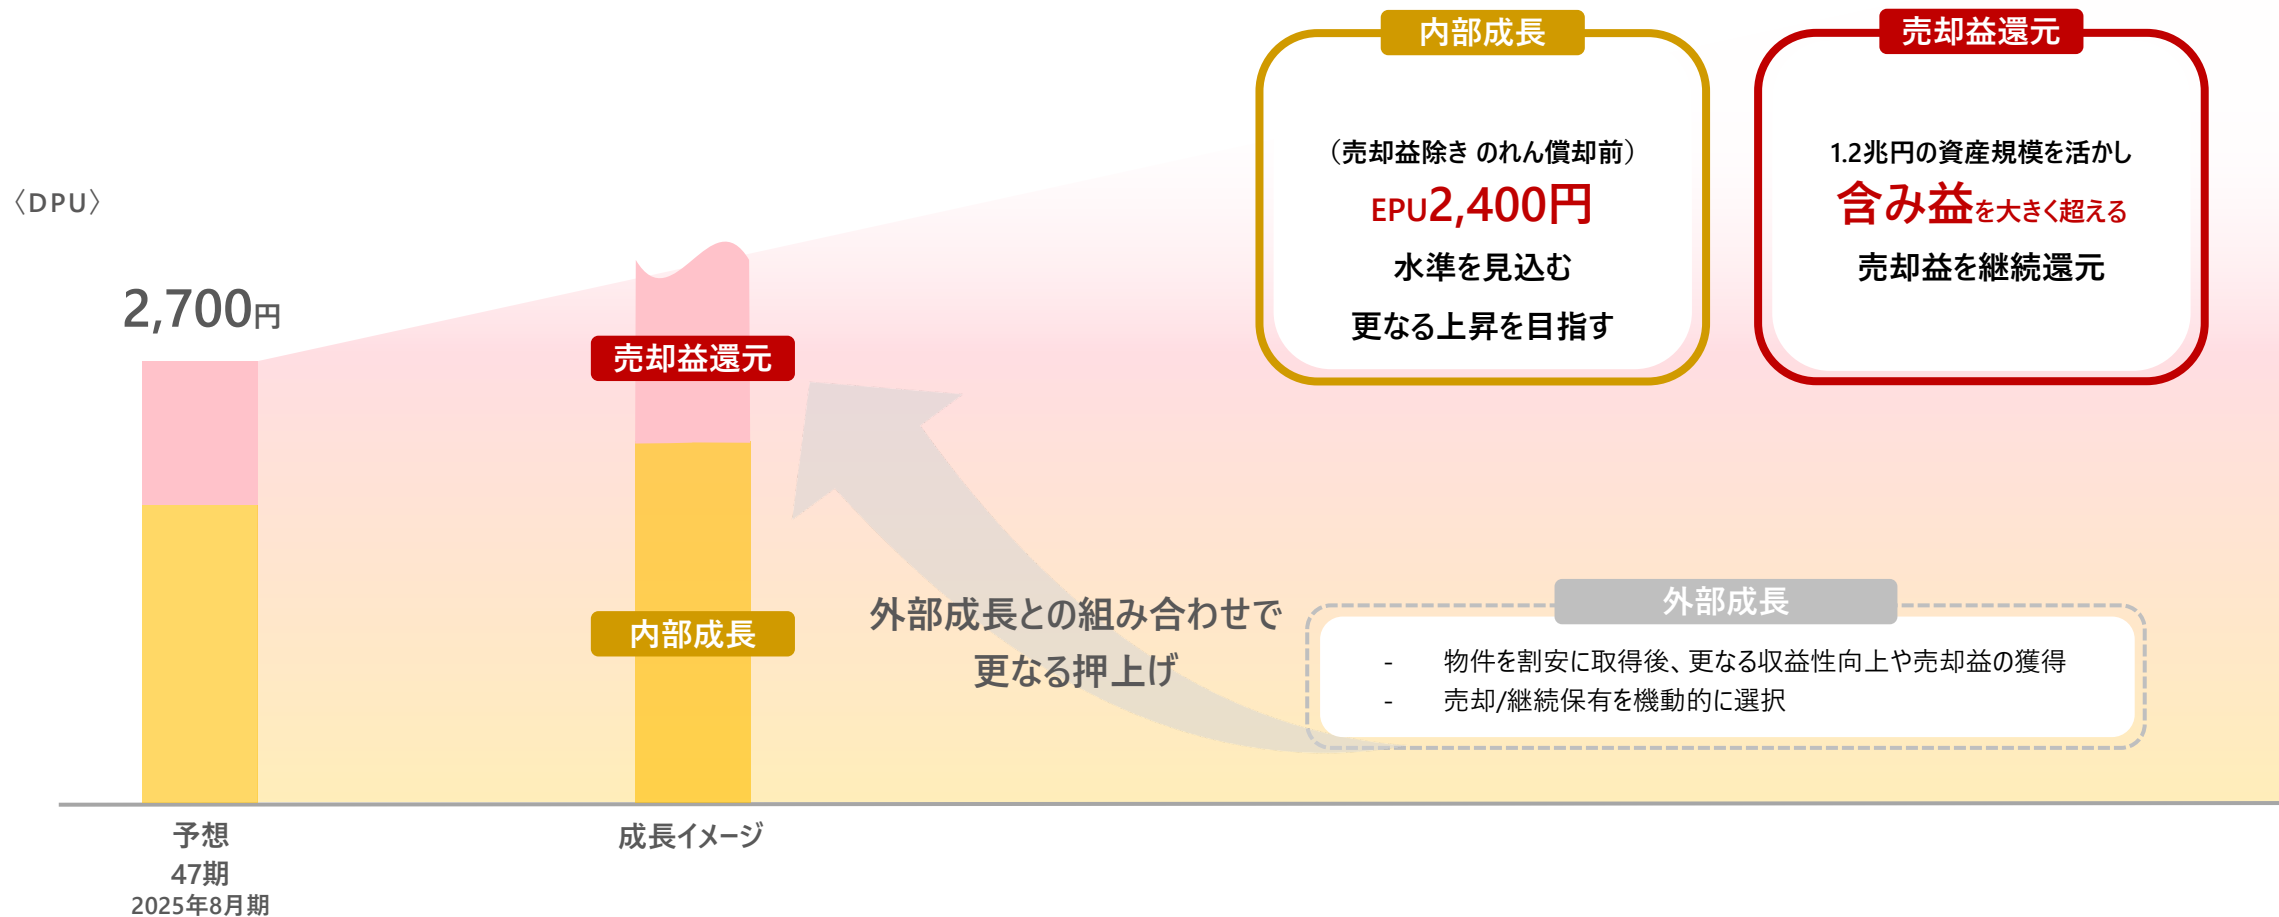 〈DPU〉
2,700円
売却益還元
内部成長
予想
47期
2025年8月期
成長イメージ
内部成長
（売却益除き のれん償却前）
EPU2,400円
水準を見込む
更なる上昇を目指す
売却益還元
1.2兆円の資産規模を活かし
含み益を大きく超える
売却益を継続還元
外部成長との組み合わせで
更なる押上げ
外部成長
- 物件を割安に取得後、更なる収益性向上や売却益の獲得
- 売却/継続保有を機動的に選択